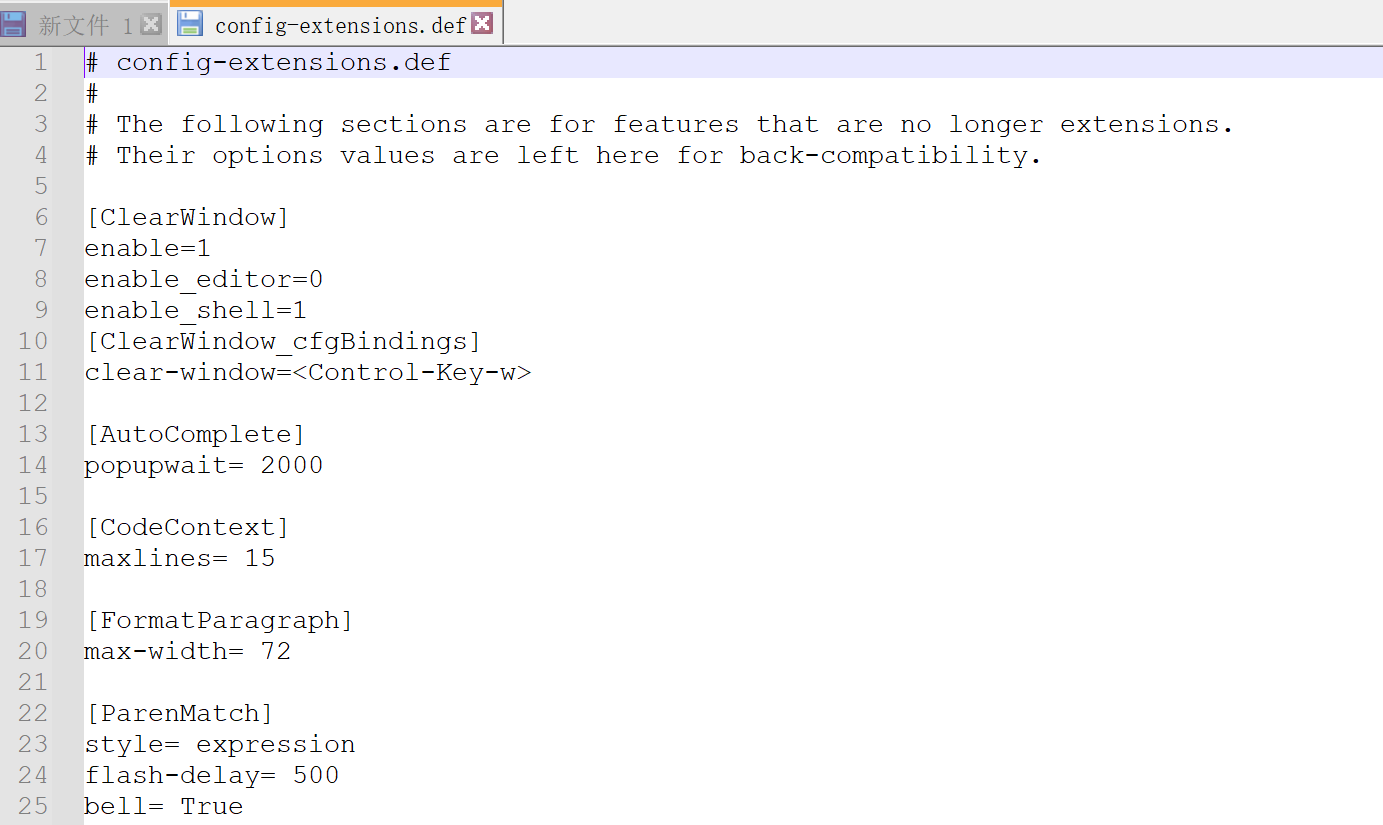 新文件 1 config-extensions.def
1 # config-extensions.def
2 #
3 # The following sections are for features that are no longer extensions.
4 # Their options values are left here for back-compatibility.
5
6 [ClearWindow]
7 enable=1
8 enable_editor=0
9 enable_shell=1
10 [ClearWindow_cfgBindings]
11 clear-window=<Control-Key-w>
12
13 [AutoComplete]
14 popupwait= 2000
15
16 [CodeContext]
17 maxlines= 15
18
19 [FormatParagraph]
20 max-width= 72
21
22 [ParenMatch]
23 style= expression
24 flash-delay= 500
25 bell= True